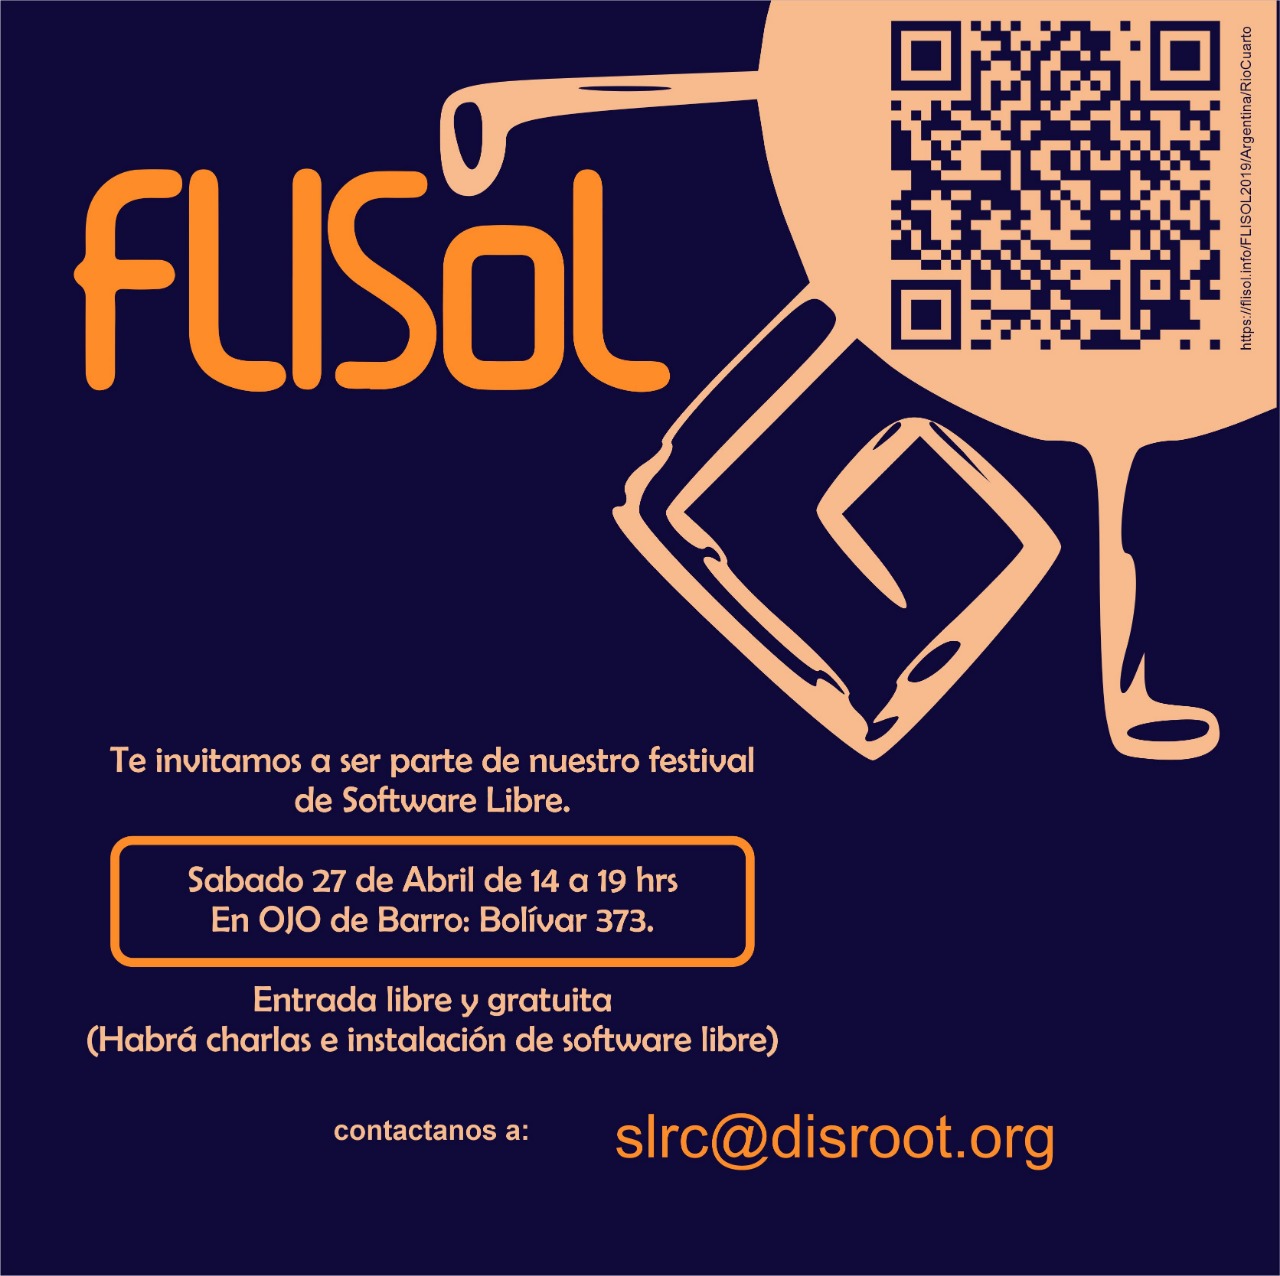 FLISoL
https://flisol.info/FLISOL2019/Argentina/RioCuarto
Te invitamos a ser parte de nuestro festival
de Software Libre.
Sabado 27 de Abril de 14 a 19 hrs
En OJO de Barro: Bolívar 373.
Entrada libre y gratuita
(Habrá charlas e instalación de software libre)
contactanos a: slrc@disroot.org